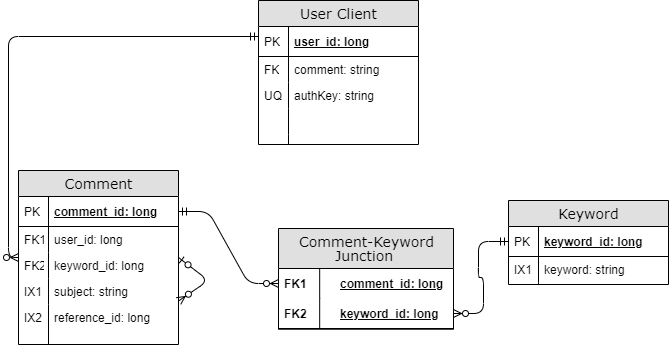 User Client
PK user_id: long
FK comment: string
UQ authKey: string
Comment
PK comment_id: long
FK1 user_id: long
FK2 keyword_id: long
IX1 subject: string
IX2 reference_id: long
Comment-Keyword
Junction
FK1 comment_id: long
FK2 keyword_id: long
Keyword
PK keyword_id: long
IX1 keyword: string